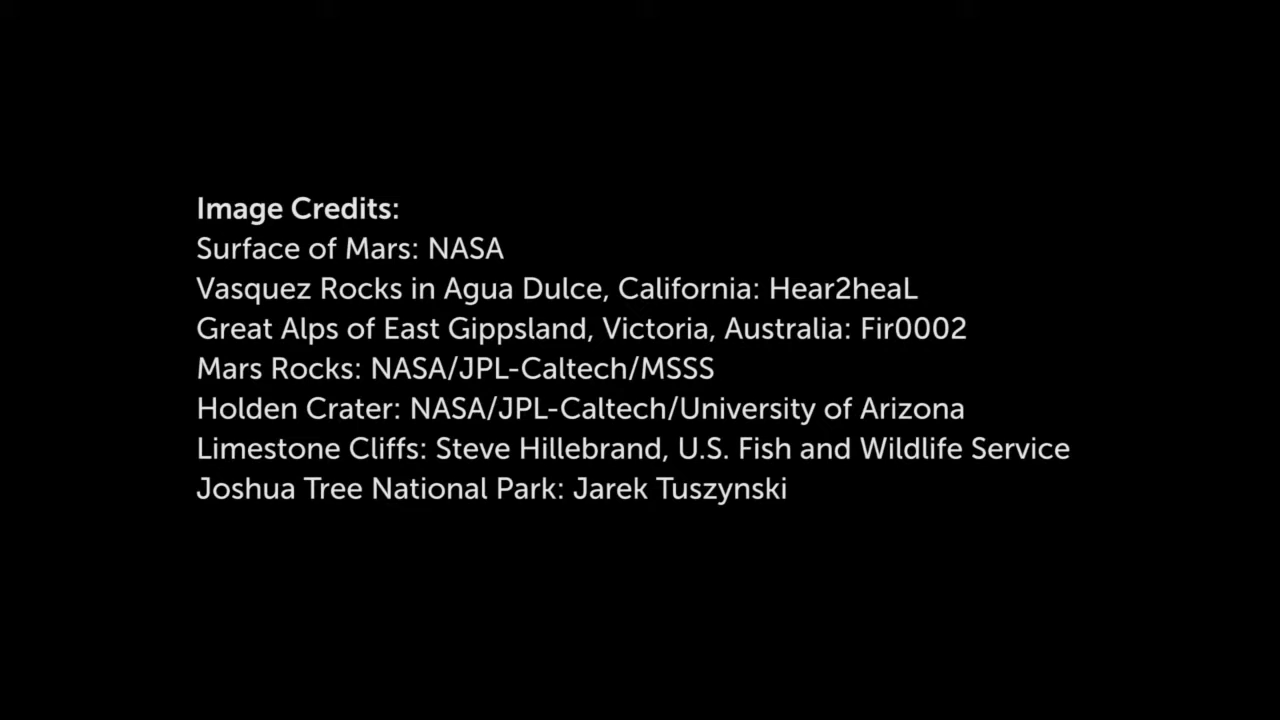 Image Credits:
Surface of Mars: NASA
Vasquez Rocks in Agua Dulce, California: Hear2heaL
Great Alps of East Gippsland, Victoria, Australia: Fir0002
Mars Rocks: NASA/JPL-Caltech/MSSS
Holden Crater: NASA/JPL-Caltech/University of Arizona
Limestone Cliffs: Steve Hillebrand, U.S. Fish and Wildlife Service
Joshua Tree National Park: Jarek Tuszynski